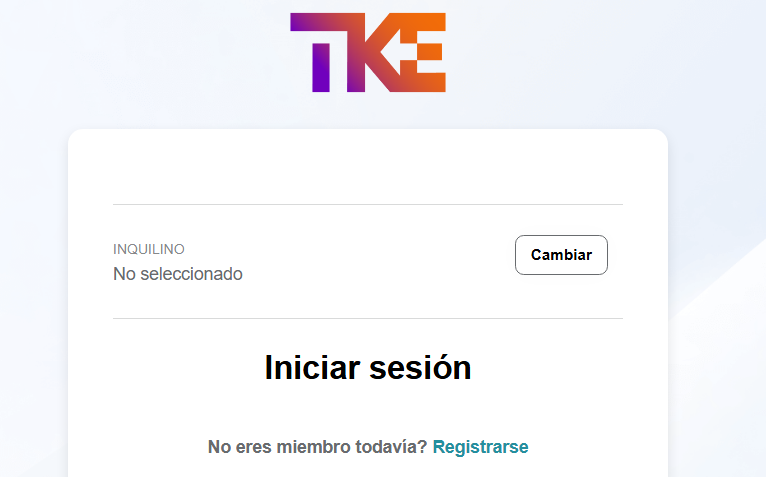 TKE
INQUILINO
No seleccionado
Cambiar
Iniciar sesión
No eres miembro todavía? Registrarse